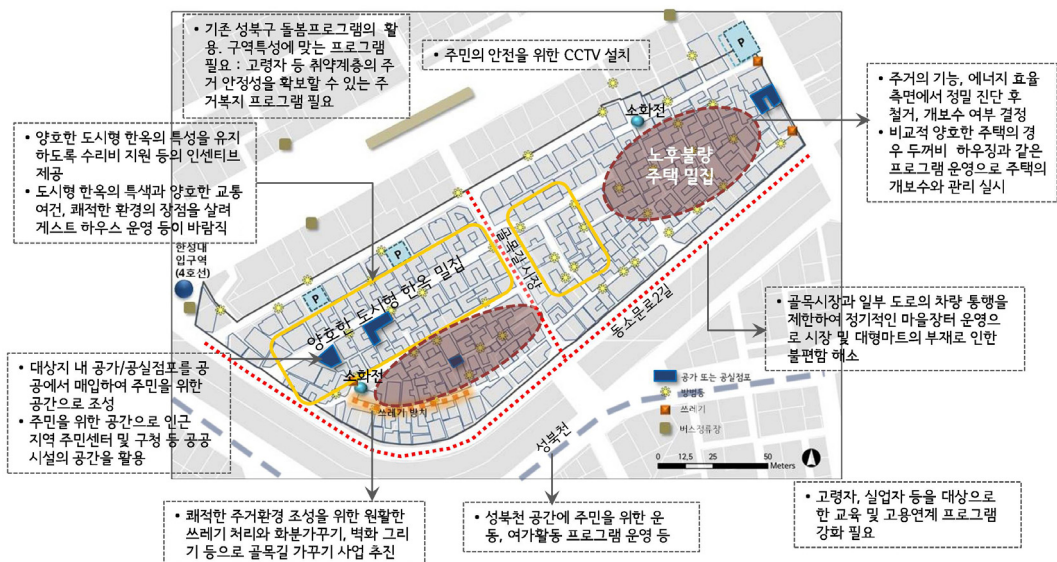 • 기존 성북구 돌봄프로그램의 활
용. 구역특성에 맞는 프로그램
필요 : 고령자 등 취약계층의 주
거 안정성을 확보할 수 있는 주
거복지 프로그램 필요
• 주민의 안전을 위한 CCTV 설치
P
• 주거의 기능, 에너지 효율
측면에서 정밀 진단 후
철거, 개보수 여부 결정
• 비교적 양호한 주택의 경
우 두꺼비 하우징과 같은
프로그램 운영으로 주택의
개보수와 관리 실시
• 양호한 도시형 한옥의 특성을 유지
하도록 수리비 지원 등의 인센티브
제공
• 도시형 한옥의 특색과 양호한 교통
여건, 쾌적한 환경의 장점을 살려
게스트 하우스 운영 등이 바람직
소화전
노후불량
주택 밀집
한성대
입구역
(4호선)
P
P
골목길시장
양호한 도시형 한옥 밀집
동소문로2길
• 골목시장과 일부 도로의 차량 통행을
제한하여 정기적인 마을장터 운영으
로 시장 및 대형마트의 부재로 인한
불편함 해소
• 대상지 내 공가/공실점포를 공
공에서 매입하여 주민을 위한
공간으로 조성
• 주민을 위한 공간으로 인근
지역 주민센터 및 구청 등 공공
시설의 공간을 활용
소화전
쓰레기 방치
공가 또는 공실점포
방범등
쓰레기
버스정류장
성북천
0 12.5 25 50
Meters
• 쾌적한 주거환경 조성을 위한 원활한
쓰레기 처리와 화분가꾸기, 벽화 그리
기 등으로 골목길 가꾸기 사업 추진
• 성북천 공간에 주민을 위한 운
동, 여가활동 프로그램 운영 등
• 고령자, 실업자 등을 대상으로
한 교육 및 고용연계 프로그램
강화 필요